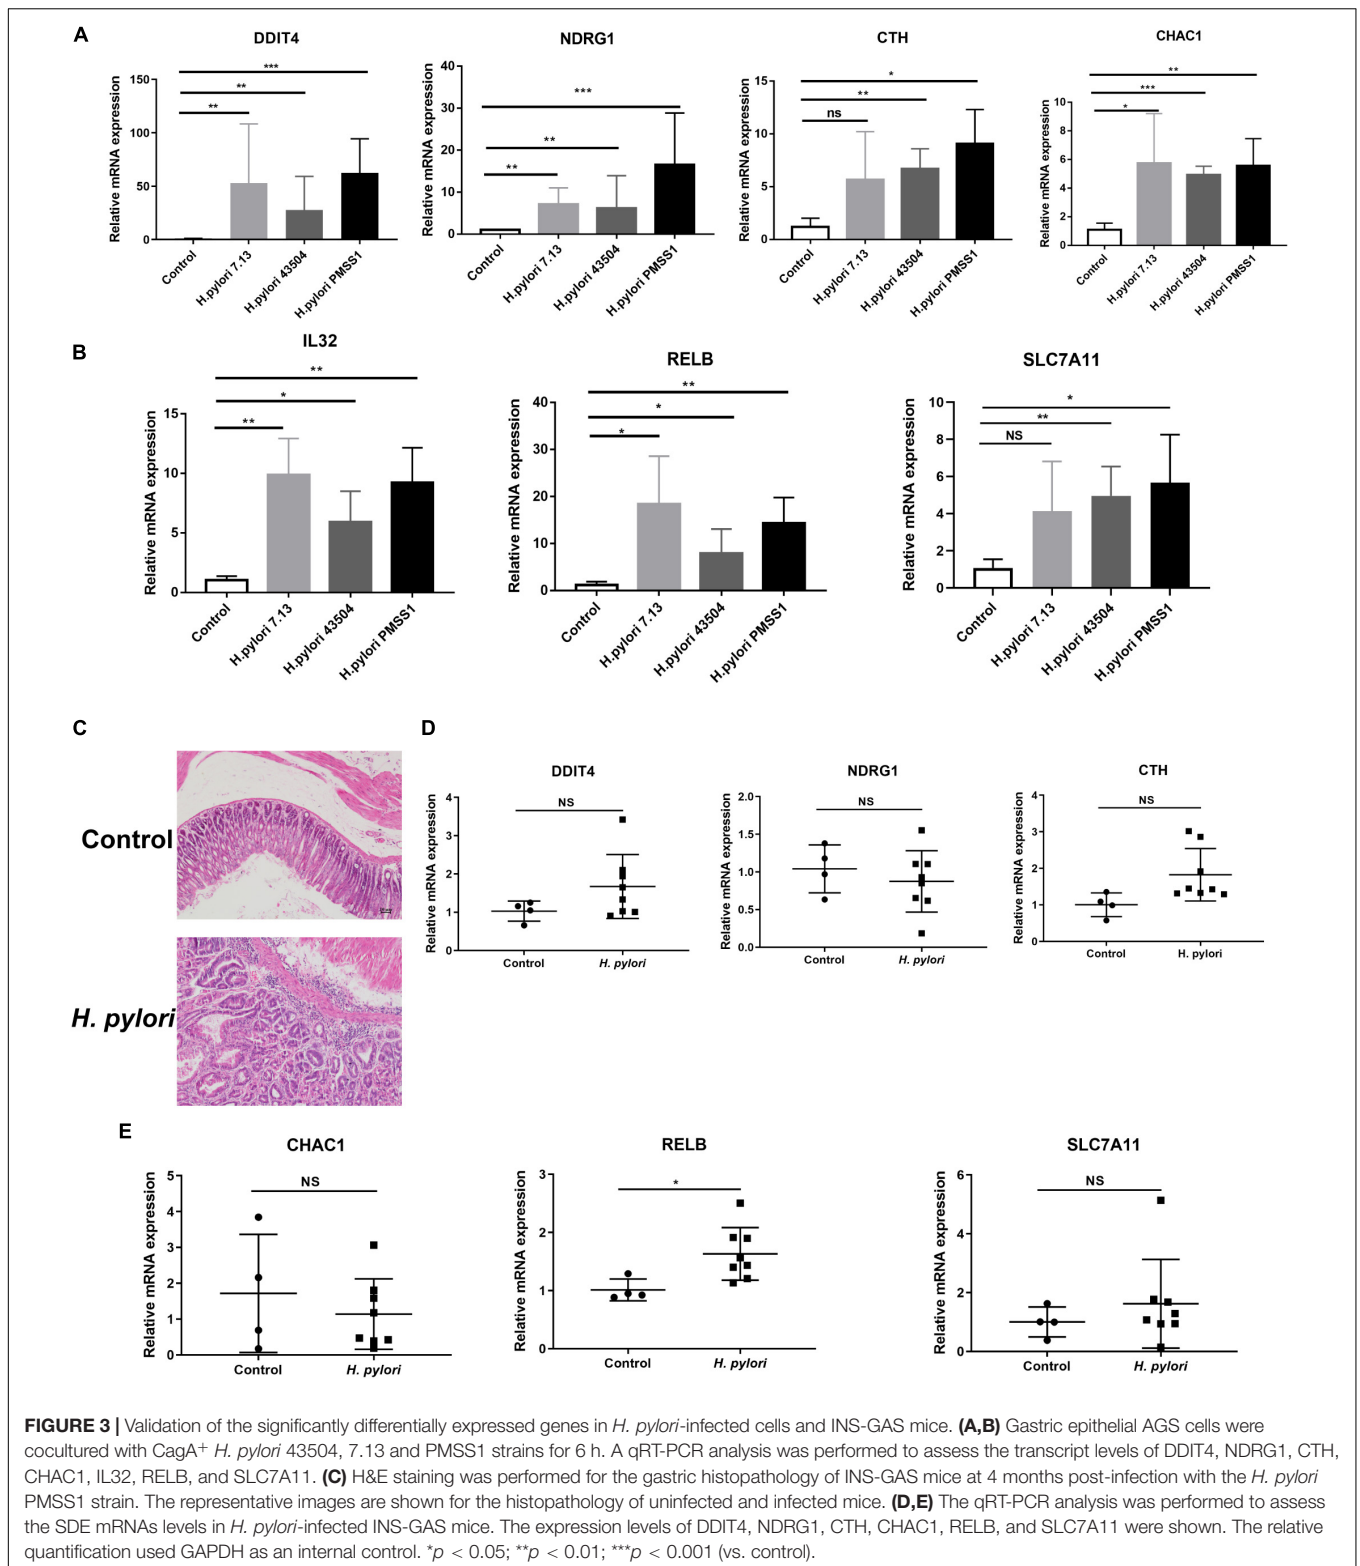 A
DDIT4
Relative mRNA expression
150
100
50
0
***
**
**
Control
H.pylori 7.13
H.pylori 43504
H.pylori PMSS1
NDRG1
Relative mRNA expression
40
30
20
10
0
***
**
**
Control
H.pylori 7.13
H.pylori 43504
H.pylori PMSS1
CTH
Relative mRNA expression
15
10
5
0
*
**
ns
Control
H.pylori 7.13
H.pylori 43504
H.pylori PMSS1
CHAC1
Relative mRNA expression
10
8
6
4
2
0
**
***
*
Control
H.pylori 7.13
H.pylori 43504
H.pylori PMSS1
B
IL32
Relative mRNA expression
15
10
5
0
**
*
**
Control
H.pylori 7.13
H.pylori 43504
H.pylori PMSS1
RELB
Relative mRNA expression
40
30
20
10
0
**
*
*
Control
H.pylori 7.13
H.pylori 43504
H.pylori PMSS1
SLC7A11
Relative mRNA expression
10
8
6
4
2
0
*
**
NS
Control
H.pylori 7.13
H.pylori 43504
H.pylori PMSS1
C
Control
H. pylori
D
DDIT4
Relative mRNA expression
4
3
2
1
0
NS
Control
H. pylori
NDRG1
Relative mRNA expression
2.0
1.5
1.0
0.5
0.0
NS
Control
H. pylori
CTH
Relative mRNA expression
4
3
2
1
0
NS
Control
H. pylori
E
CHAC1
Relative mRNA expression
5
4
3
2
1
0
NS
Control
H. pylori
RELB
Relative mRNA expression
3
2
1
0
*
Control
H. pylori
SLC7A11
Relative mRNA expression
6
4
2
0
NS
Control
H. pylori
FIGURE 3 | Validation of the significantly differentially expressed genes in H. pylori-infected cells and INS-GAS mice. (A,B) Gastric epithelial AGS cells were
cocultured with CagA+ H. pylori 43504, 7.13 and PMSS1 strains for 6 h. A qRT-PCR analysis was performed to assess the transcript levels of DDIT4, NDRG1, CTH,
CHAC1, IL32, RELB, and SLC7A11. (C) H&E staining was performed for the gastric histopathology of INS-GAS mice at 4 months post-infection with the H. pylori
PMSS1 strain. The representative images are shown for the histopathology of uninfected and infected mice. (D,E) The qRT-PCR analysis was performed to assess
the SDE mRNAs levels in H. pylori-infected INS-GAS mice. The expression levels of DDIT4, NDRG1, CTH, CHAC1, RELB, and SLC7A11 were shown. The relative
quantification used GAPDH as an internal control. *p < 0.05; **p < 0.01; ***p < 0.001 (vs. control).